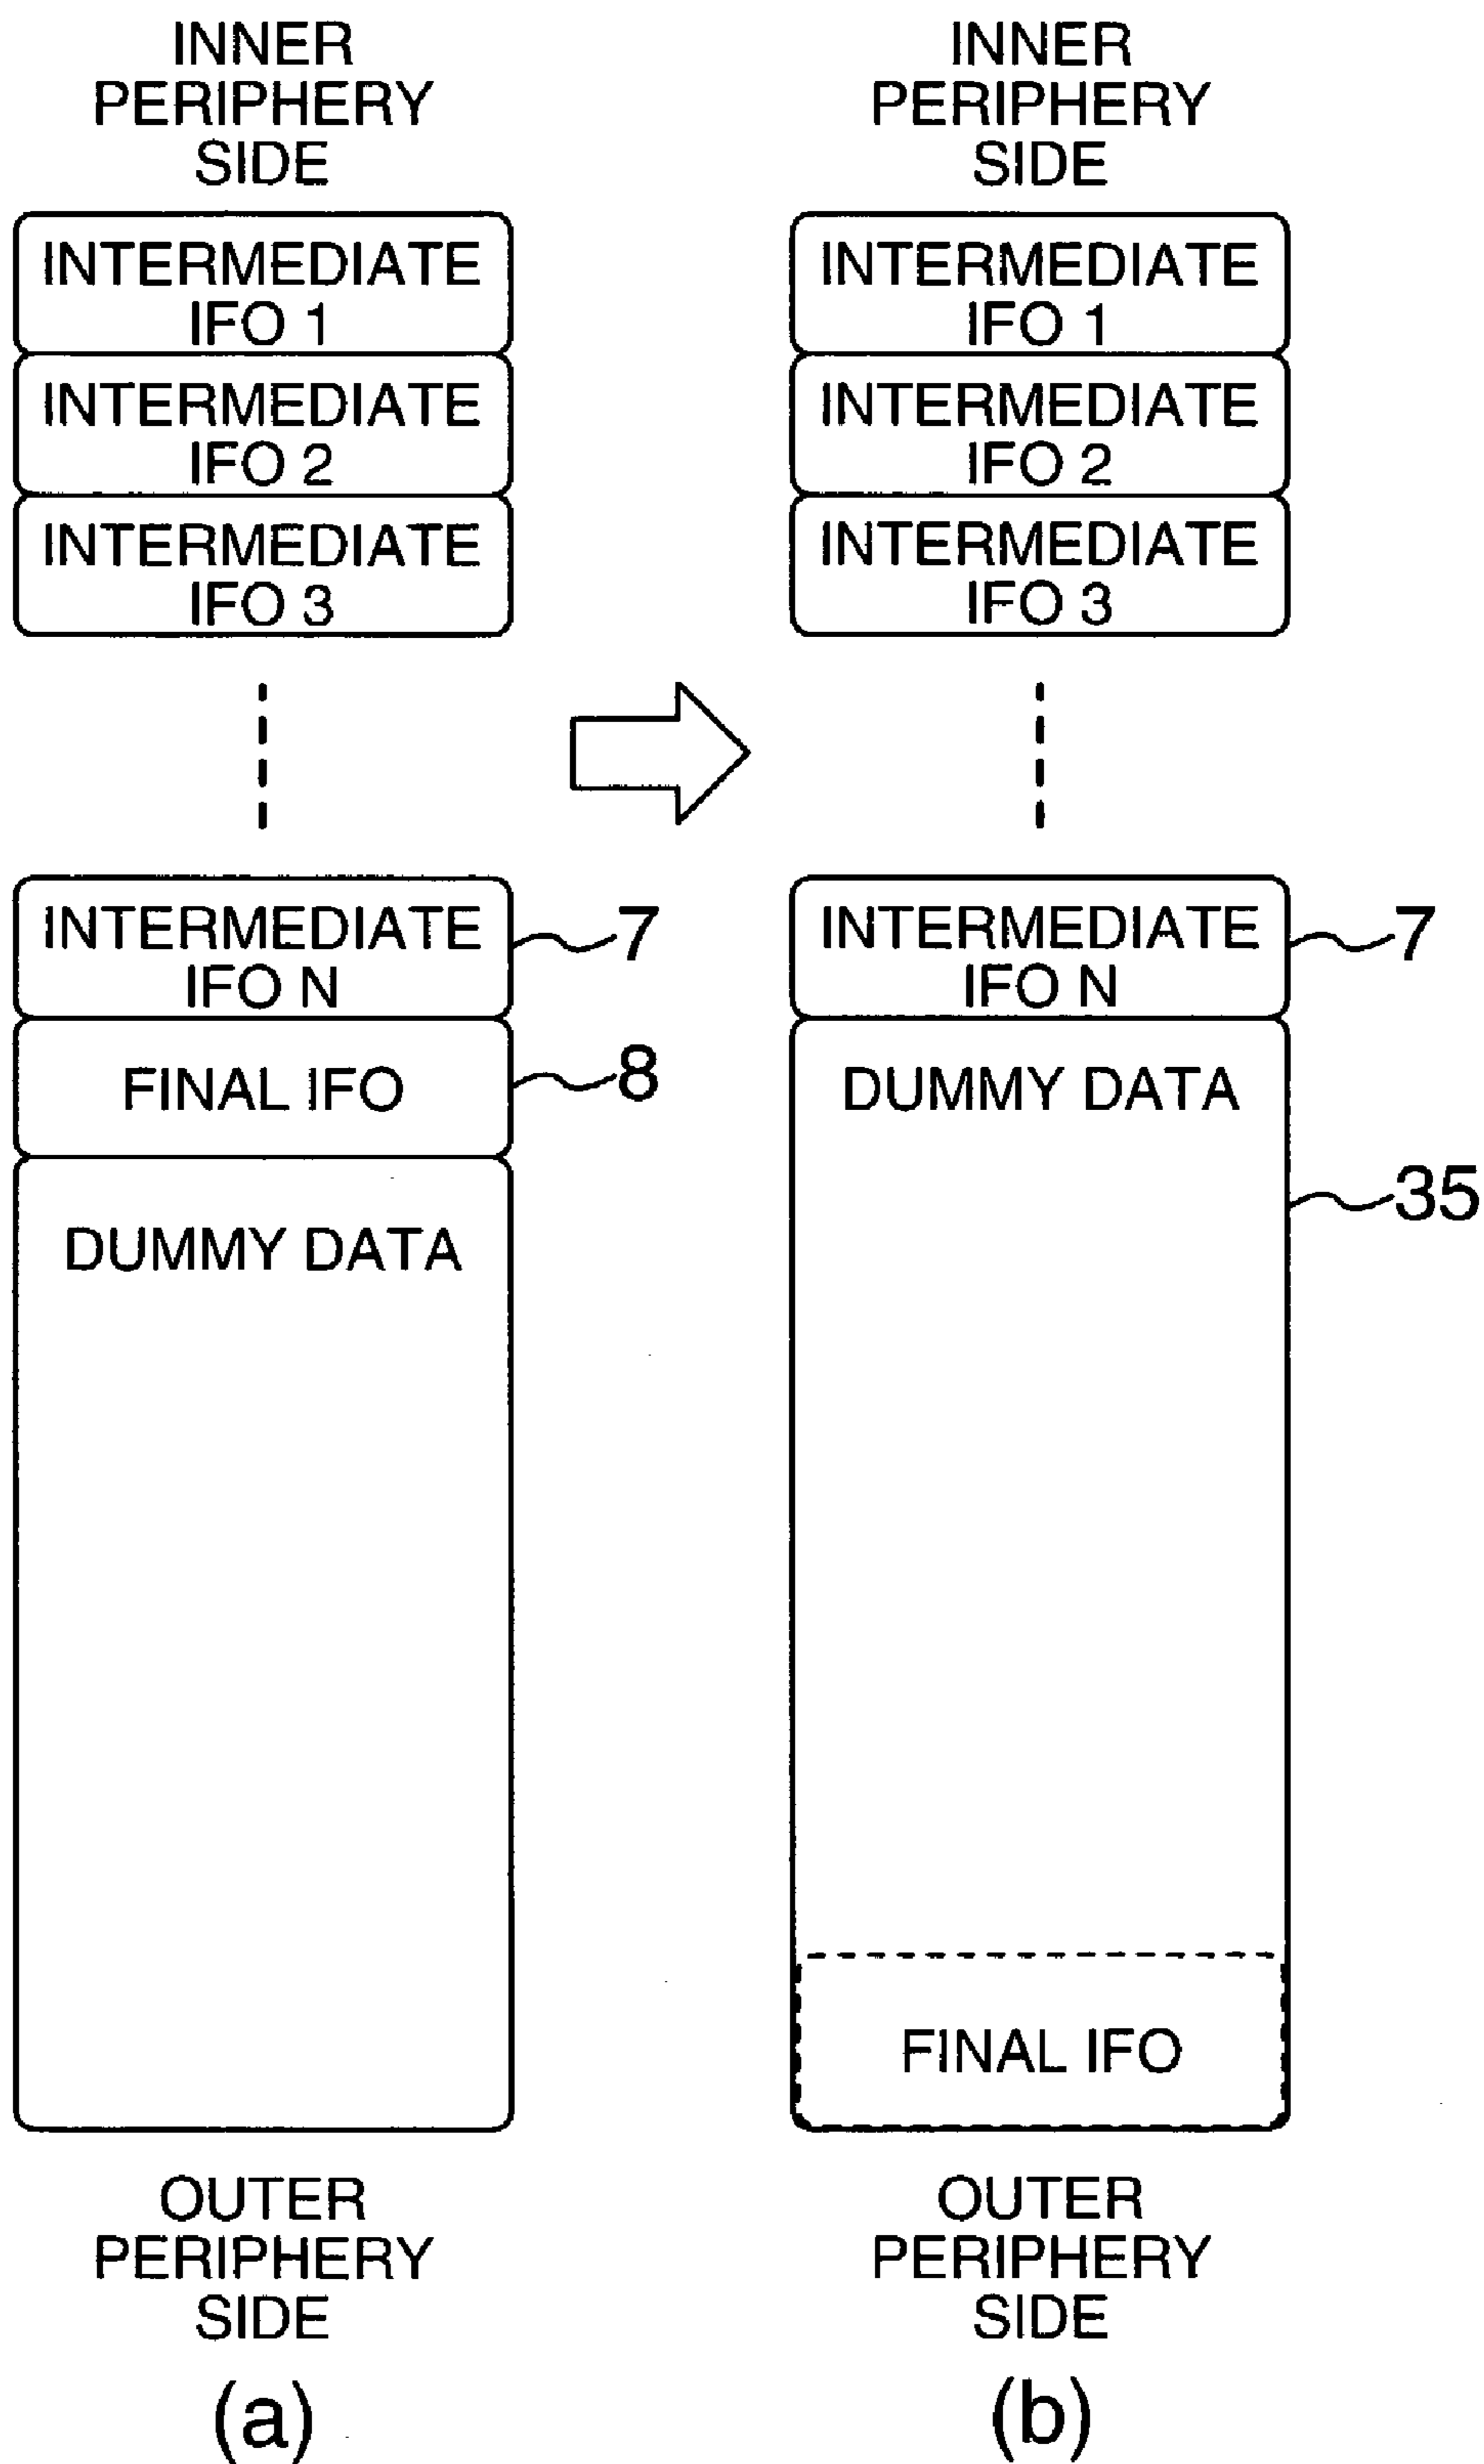 INNER
PERIPHERY
SIDE
INTERMEDIATE
IFO 1
INTERMEDIATE
IFO 2
INTERMEDIATE
IFO 3
INTERMEDIATE
IFO N
7
FINAL IFO
8
DUMMY DATA
OUTER
PERIPHERY
SIDE
(a)
INNER
PERIPHERY
SIDE
INTERMEDIATE
IFO 1
INTERMEDIATE
IFO 2
INTERMEDIATE
IFO 3
INTERMEDIATE
IFO N
7
DUMMY DATA
35
FINAL IFO
OUTER
PERIPHERY
SIDE
(b)